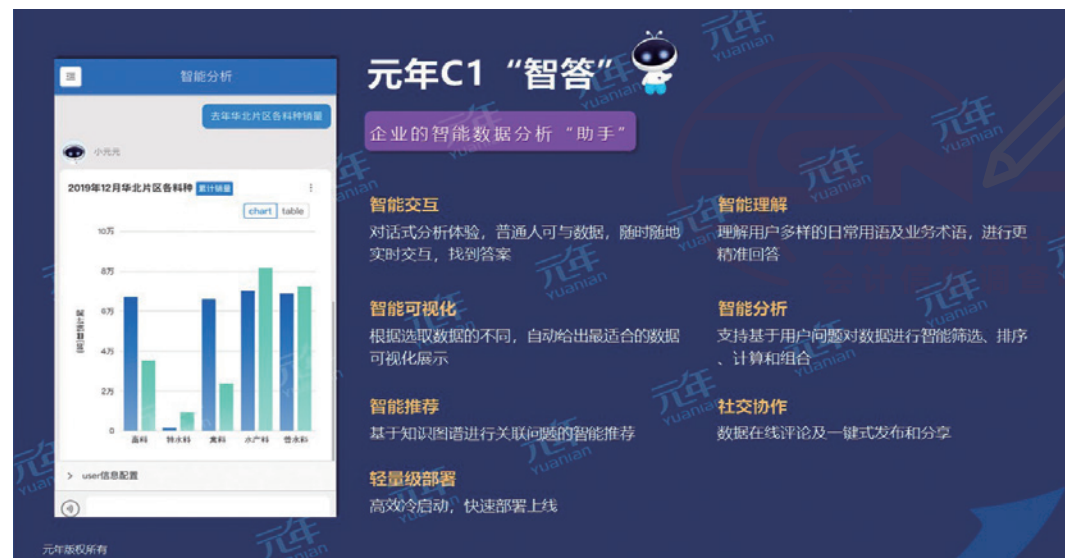 智能分析
去年华北片区各料种销量
小元元
2019年12月华北片区各料种 累计销量
chart table
10万
8万
6万
4万
2万
0
禽料 特水料 水产料 普水料
user信息配置
元年C1“智答”
企业的智能数据分析“助手”
智能交互
对话式分析体验，普通人可与数据，随时随地
实时交互，找到答案
智能可视化
根据选取数据的不同，自动给出最适合的数据
可视化展示
智能推荐
基于知识图谱进行关联问题的智能推荐
轻量级部署
高效冷启动，快速部署上线
智能理解
理解用户多样的日常用语及业务术语，进行更
精准回答
智能分析
支持基于用户问题对数据进行智能筛选、排序
、计算和组合
社交协作
数据在线评论及一键式发布和分享
元年版权所有
元年
Yuanian